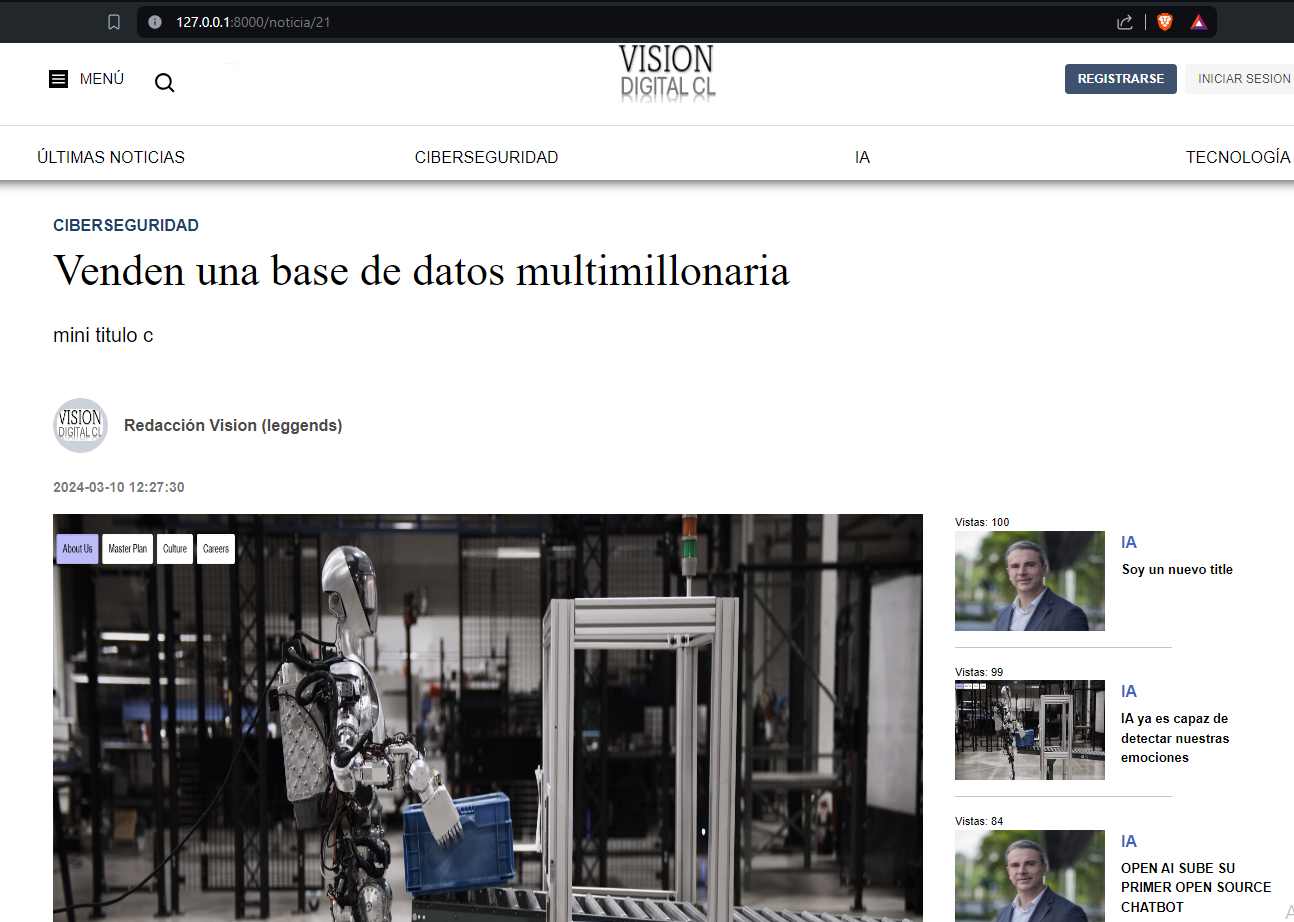 127.0.0.1:8000/noticia/21
MENÚ
VISION
DIGITAL CL
REGISTRARSE
INICIAR SESION
ÚLTIMAS NOTICIAS
CIBERSEGURIDAD
IA
TECNOLOGÍA
CIBERSEGURIDAD
Venden una base de datos multimillonaria
mini titulo c
VISION
DIGITAL CL
Redacción Vision (leggends)
2024-03-10 12:27:30
About Us
Master Plan
Culture
Careers
Vistas: 100
IA
Soy un nuevo title
Vistas: 99
IA
IA ya es capaz de
detectar nuestras
emociones
Vistas: 84
IA
OPEN AI SUBE SU
PRIMER OPEN SOURCE
CHATBOT